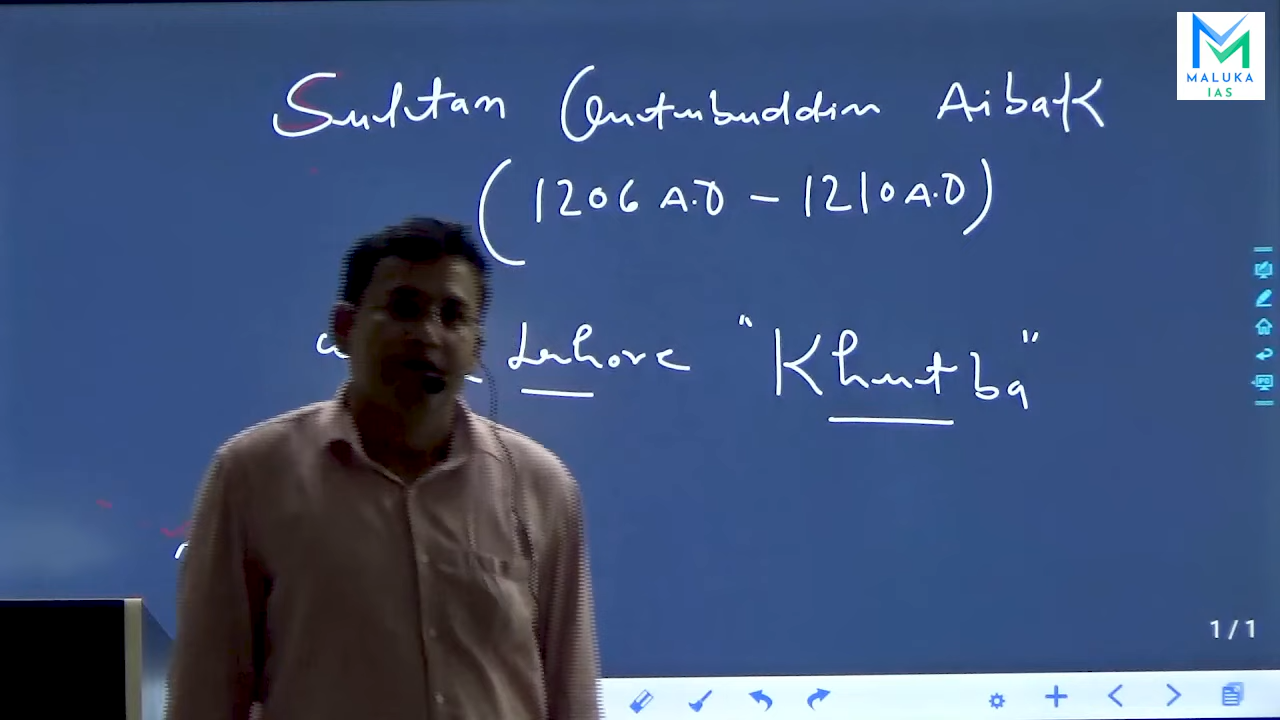 MALUKA
IAS
Sultan Qutubuddin Aibak
(1206 A.D – 1210 A.D)
Lahore "Khutba"
1/1